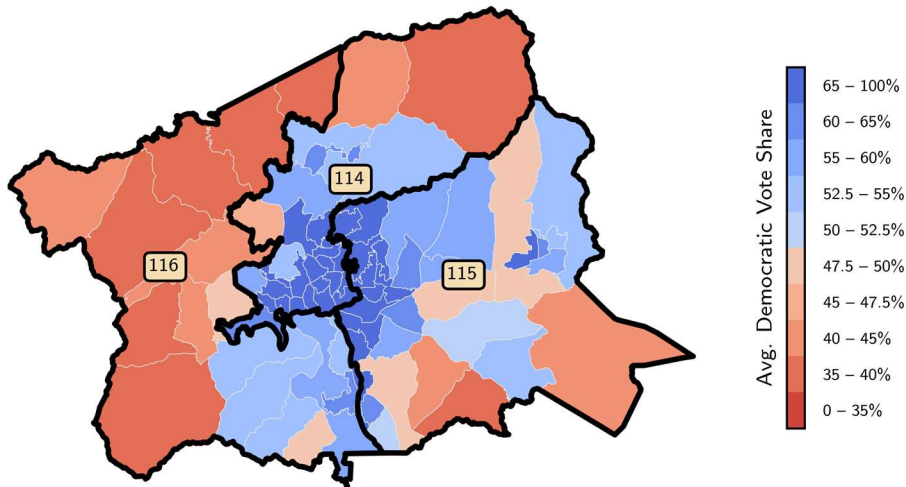 114
116
115
Avg. Democratic Vote Share
65 – 100%
60 – 65%
55 – 60%
52.5 – 55%
50 – 52.5%
47.5 – 50%
45 – 47.5%
40 – 45%
35 – 40%
0 – 35%